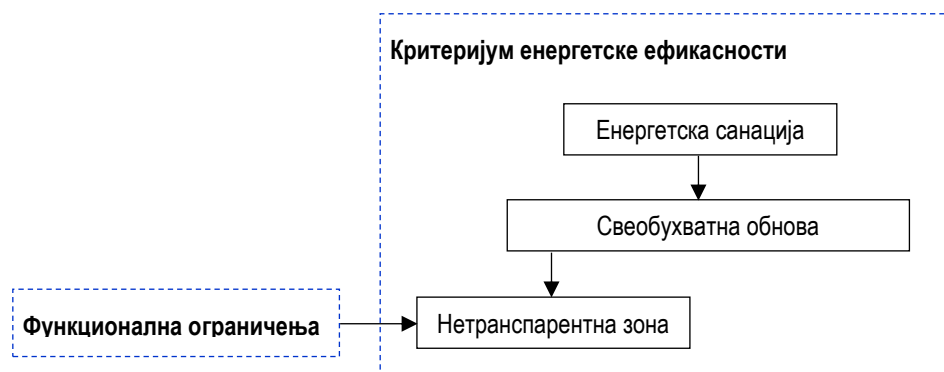 Критеријум енергетске ефикасности
Енергетска санација
Свеобухватна обнова
Функционална ограничења
Нетранспарентна зона